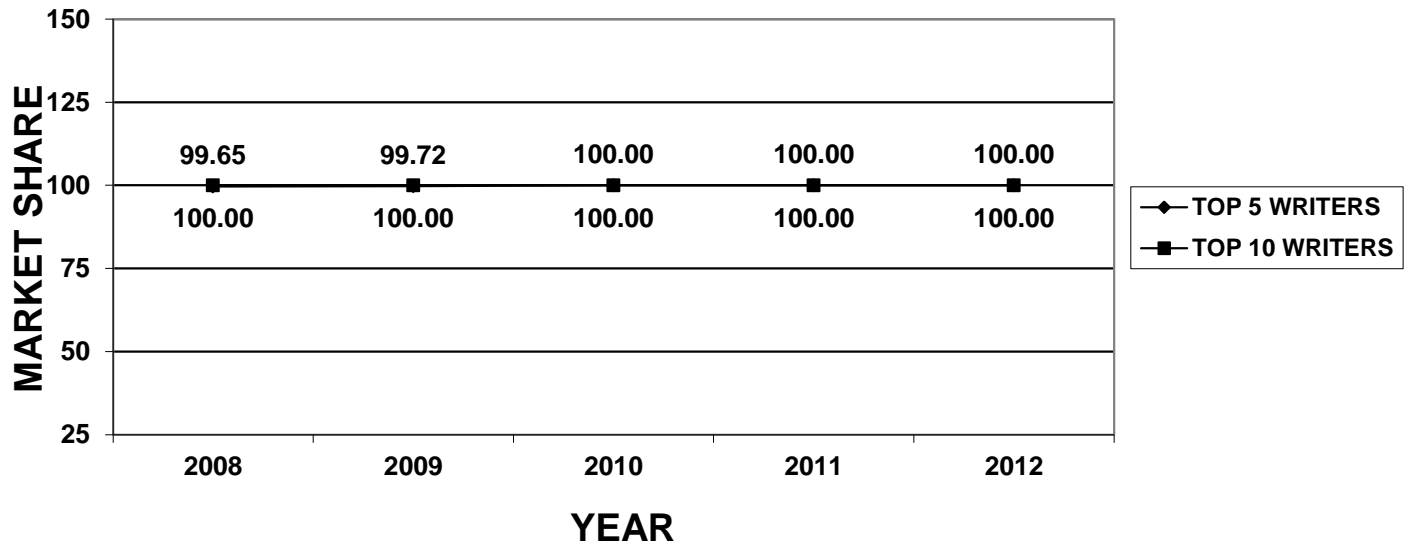 150
125
100
75
50
25
MARKET SHARE
99.65 99.72 100.00 100.00 100.00
100.00 100.00 100.00 100.00 100.00
2008 2009 2010 2011 2012
YEAR
TOP 5 WRITERS
TOP 10 WRITERS